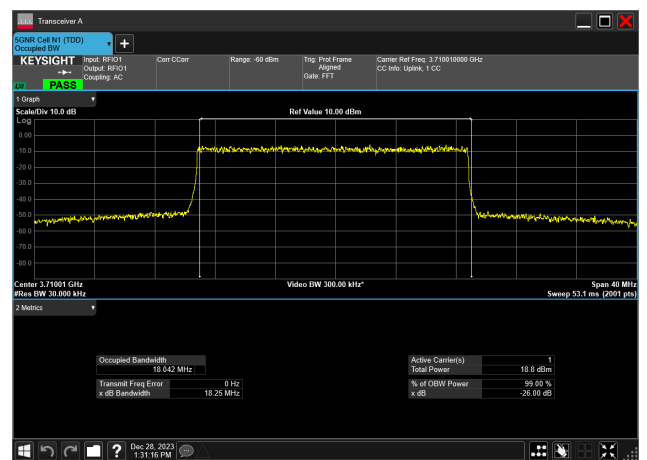 Transceiver A
5GNR Cell N1 (TDD)
Occupied BW
+
KEYSIGHT
LV PASS
Input: RFIO1
Output: RFIO1
Coupling: AC
Corr CCorr
Range: -60 dBm
Trig: Prot Frame
Aligned
Gate: FFT
Carrier Ref Freq: 3.710010000 GHz
CC Info: Uplink, 1 CC
1 Graph
Scale/Div 10.0 dB
Ref Value 10.00 dBm
Log
0.00
-10.0
-20.0
-30.0
-40.0
-50.0
-60.0
-70.0
-80.0
Center 3.71001 GHz
Video BW 300.00 kHz*
Span 40 MHz
#Res BW 30.000 kHz
Sweep 53.1 ms (2001 pts)
2 Metrics
Occupied Bandwidth
18.042 MHz
Transmit Freq Error 0 Hz
x dB Bandwidth 18.25 MHz
Active Carrier(s) 1
Total Power 18.8 dBm
% of OBW Power 99.00 %
x dB -26.00 dB
?
Dec 28, 2023
1:31:16 PM